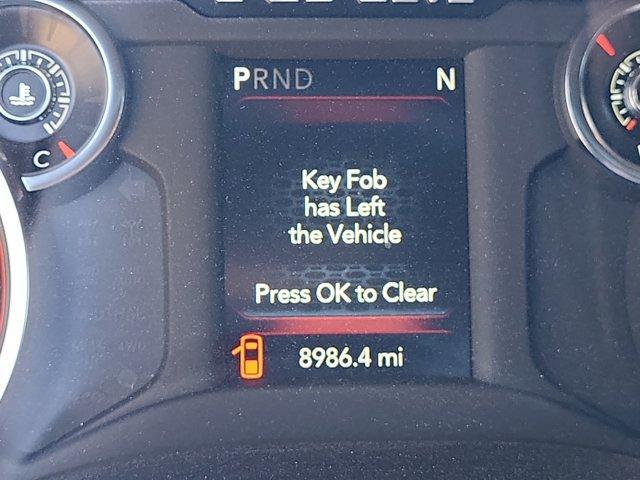 PRND N
Key Fob
has Left
the Vehicle
Press OK to Clear
8986.4 mi
C